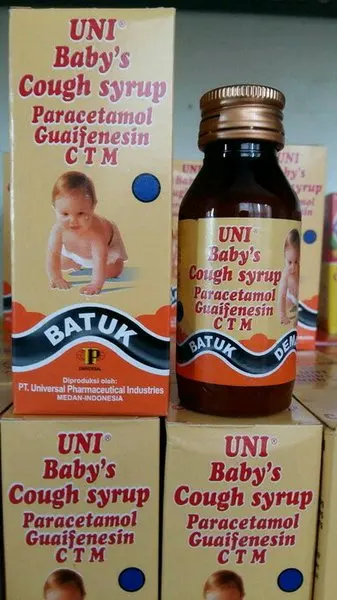 UNI®
Baby's
Cough syrup
Paracetamol
Guaifenesin
C T M
BATUK
UNIVERSAL
Diproduksi oleh:
PT. Universal Pharmaceutical Industries
MEDAN-INDONESIA
UNI®
Baby's
Cough syrup
Paracetamol
Guaifenesin
C T M
BATUK
UNI®
Baby's
Cough syrup
Paracetamol
Guaifenesin
C T M
UNI®
Baby's
Cough syrup
Paracetamol
Guaifenesin
C T M